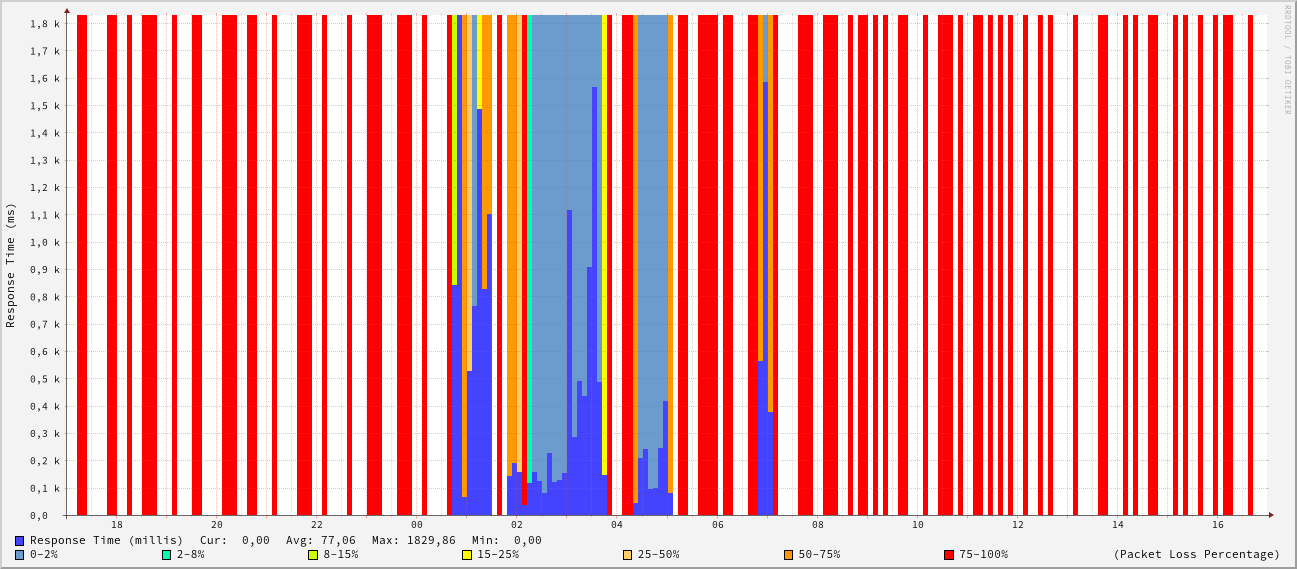 RRDTOOL / TOBI OETIKER
Response Time (ms)
1,8 k
1,7 k
1,6 k
1,5 k
1,4 k
1,3 k
1,2 k
1,1 k
1,0 k
0,9 k
0,8 k
0,7 k
0,6 k
0,5 k
0,4 k
0,3 k
0,2 k
0,1 k
0,0
18 20 22 00 02 04 06 08 10 12 14 16
Response Time (millis) Cur: 0,00 Avg: 77,06 Max: 1829,86 Min: 0,00
0-2% 2-8% 8-15% 15-25% 25-50% 50-75% 75-100% (Packet Loss Percentage)